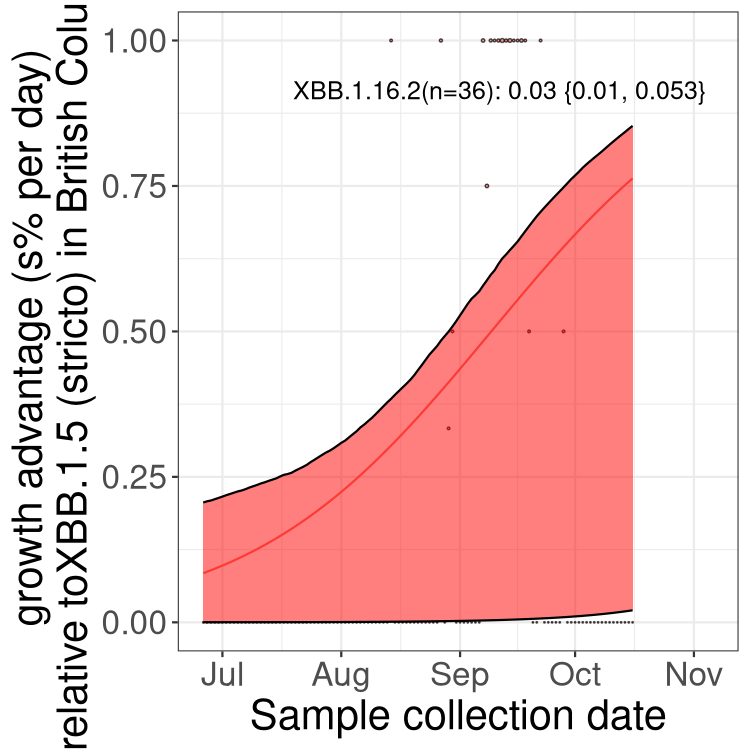 growth advantage (s% per day)
relative toXBB.1.5 (stricto) in British Colu
1.00
0.75
0.50
0.25
0.00
XBB.1.16.2(n=36): 0.03 {0.01, 0.053}
Jul Aug Sep Oct Nov
Sample collection date